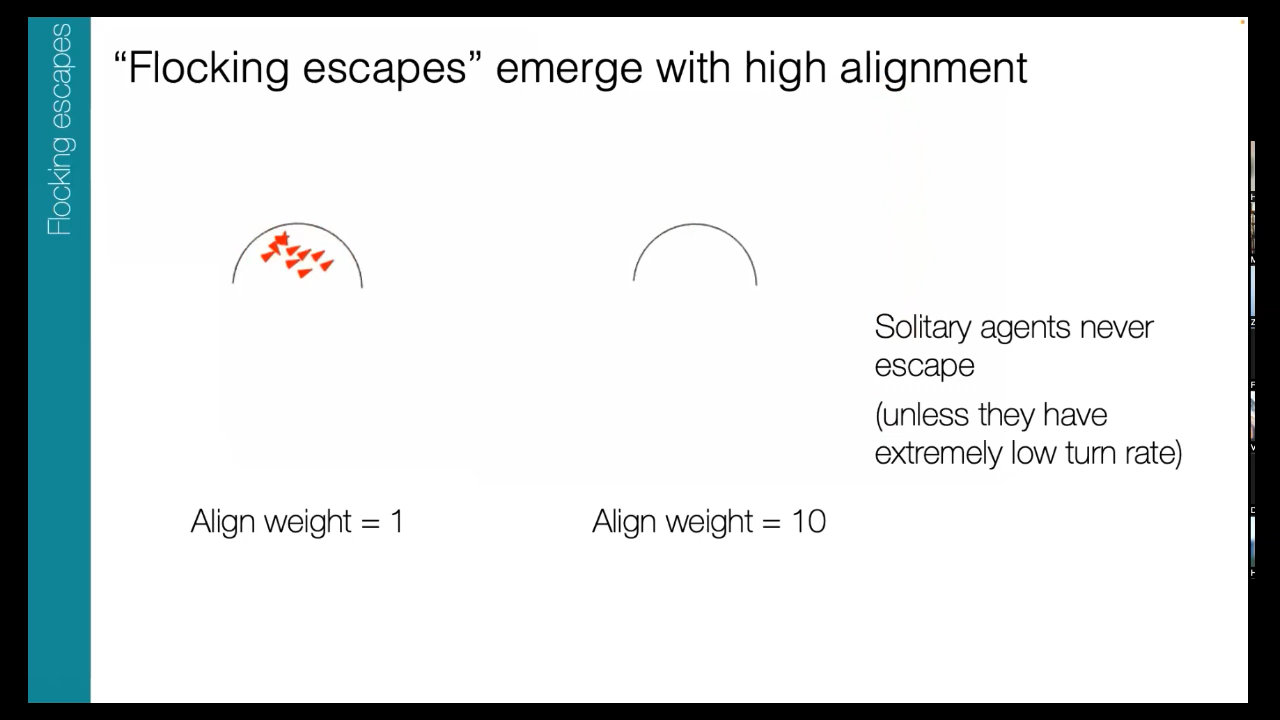 Flocking escapes
“Flocking escapes” emerge with high alignment
Solitary agents never
escape
(unless they have
extremely low turn rate)
Align weight = 1
Align weight = 10